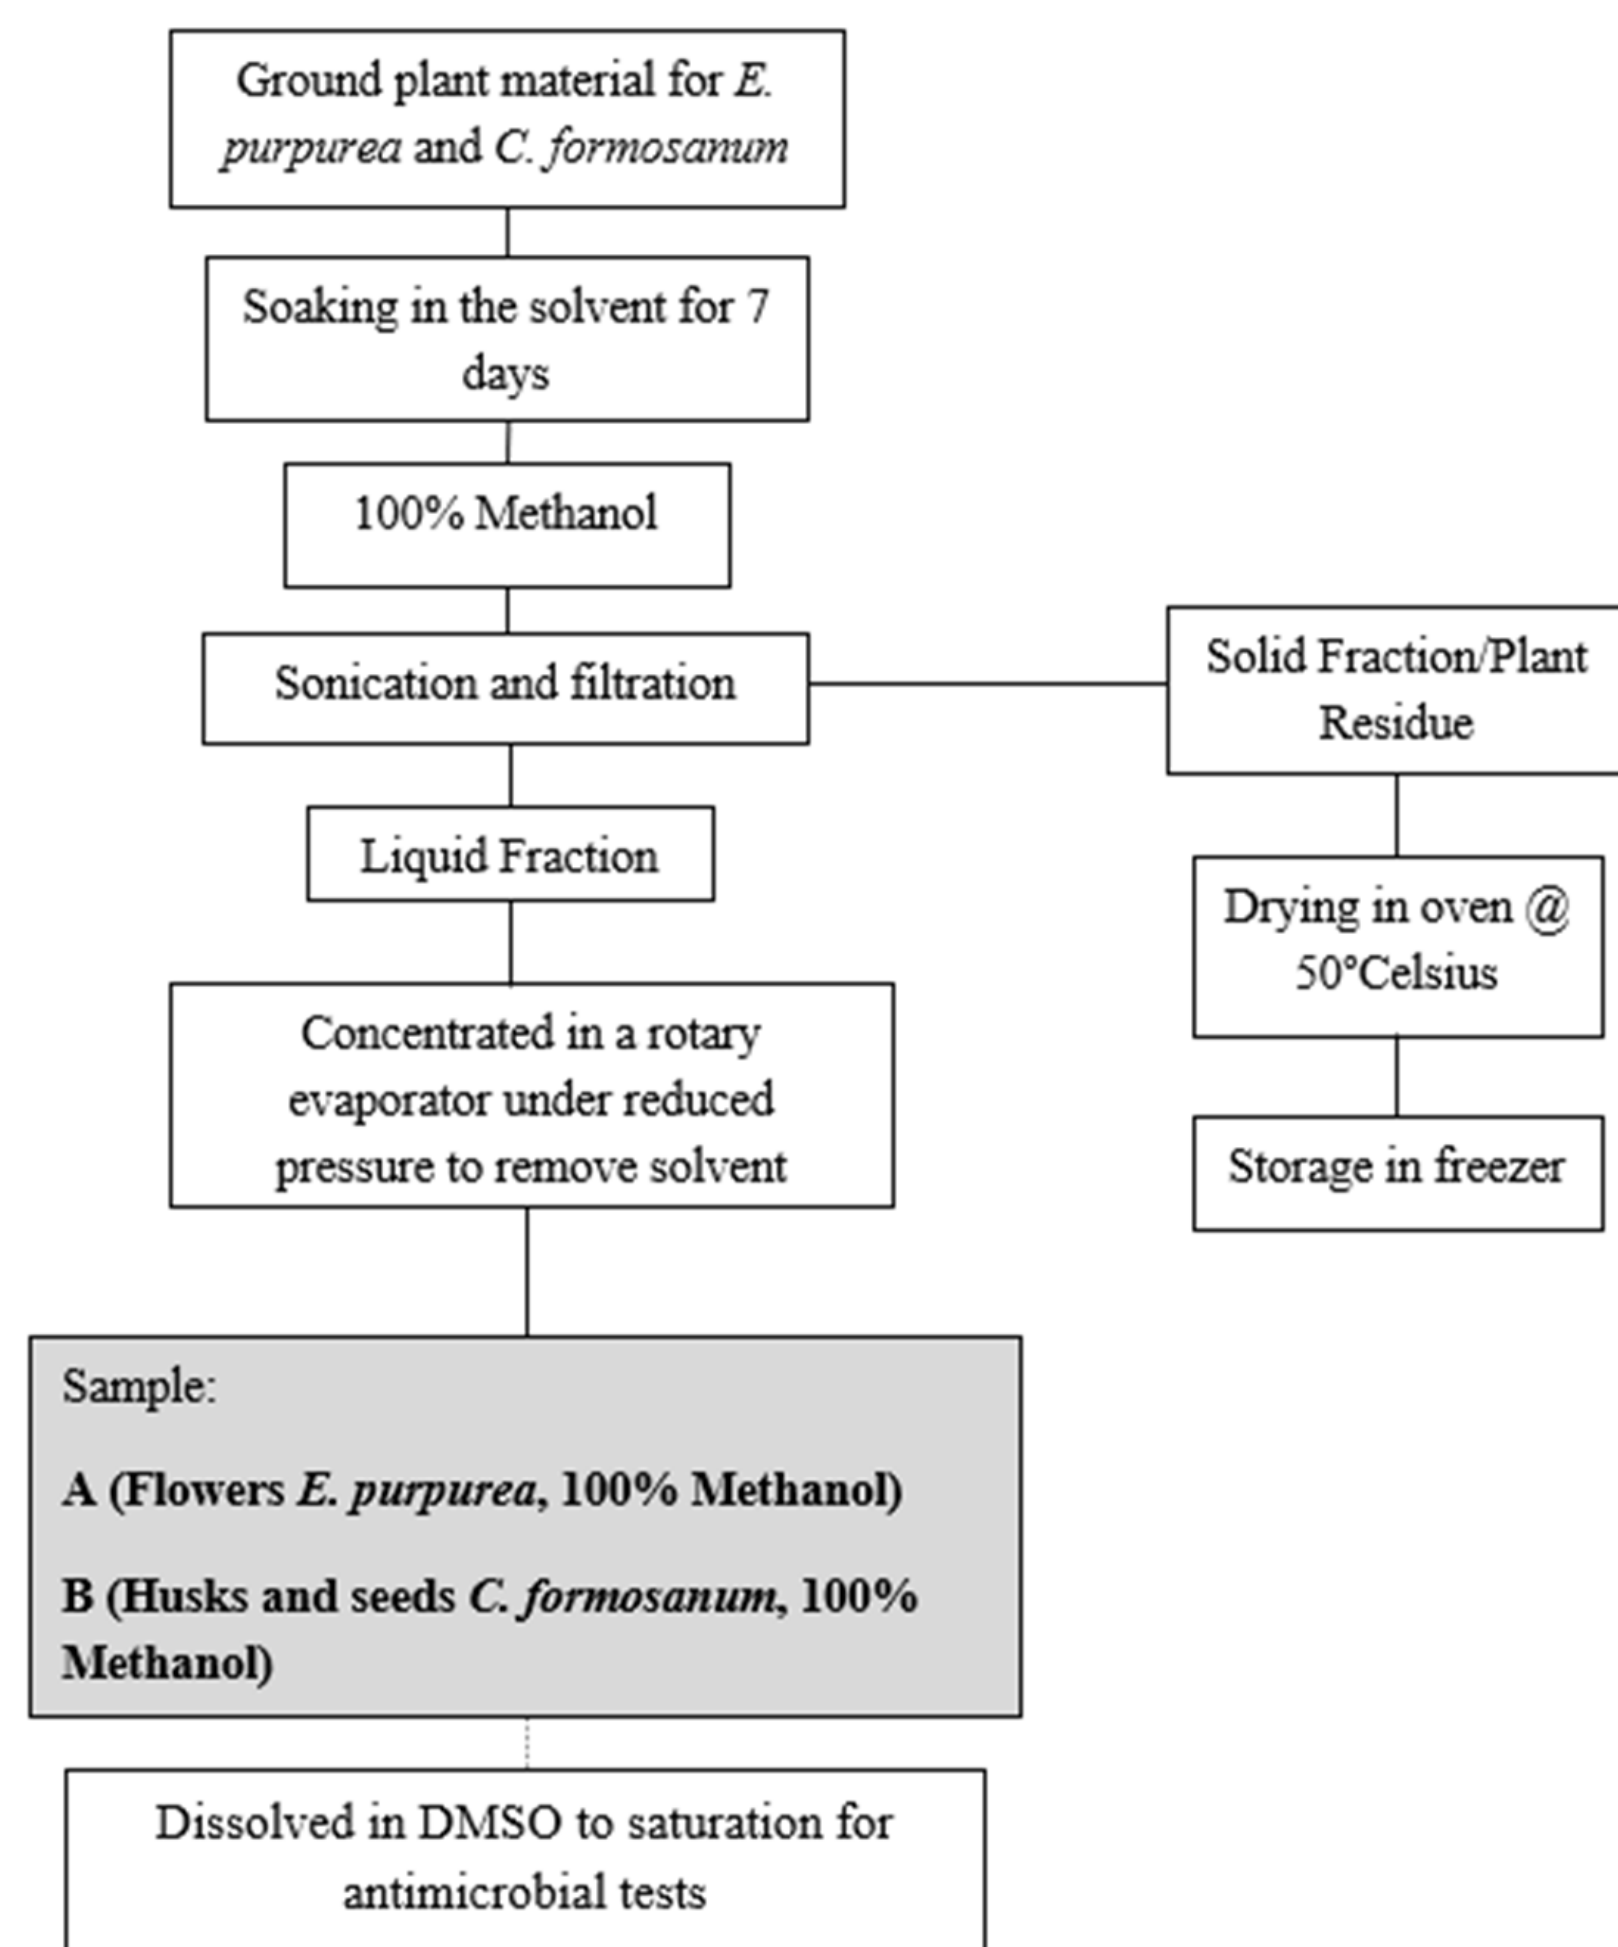 Ground plant material for E.
purpurea and C. formosanum
Soaking in the solvent for 7
days
100% Methanol
Sonication and filtration
Solid Fraction/Plant
Residue
Liquid Fraction
Drying in oven @
50°Celsius
Concentrated in a rotary
evaporator under reduced
pressure to remove solvent
Storage in freezer
Sample:
A (Flowers E. purpurea, 100% Methanol)
B (Husks and seeds C. formosanum, 100%
Methanol)
Dissolved in DMSO to saturation for
antimicrobial tests